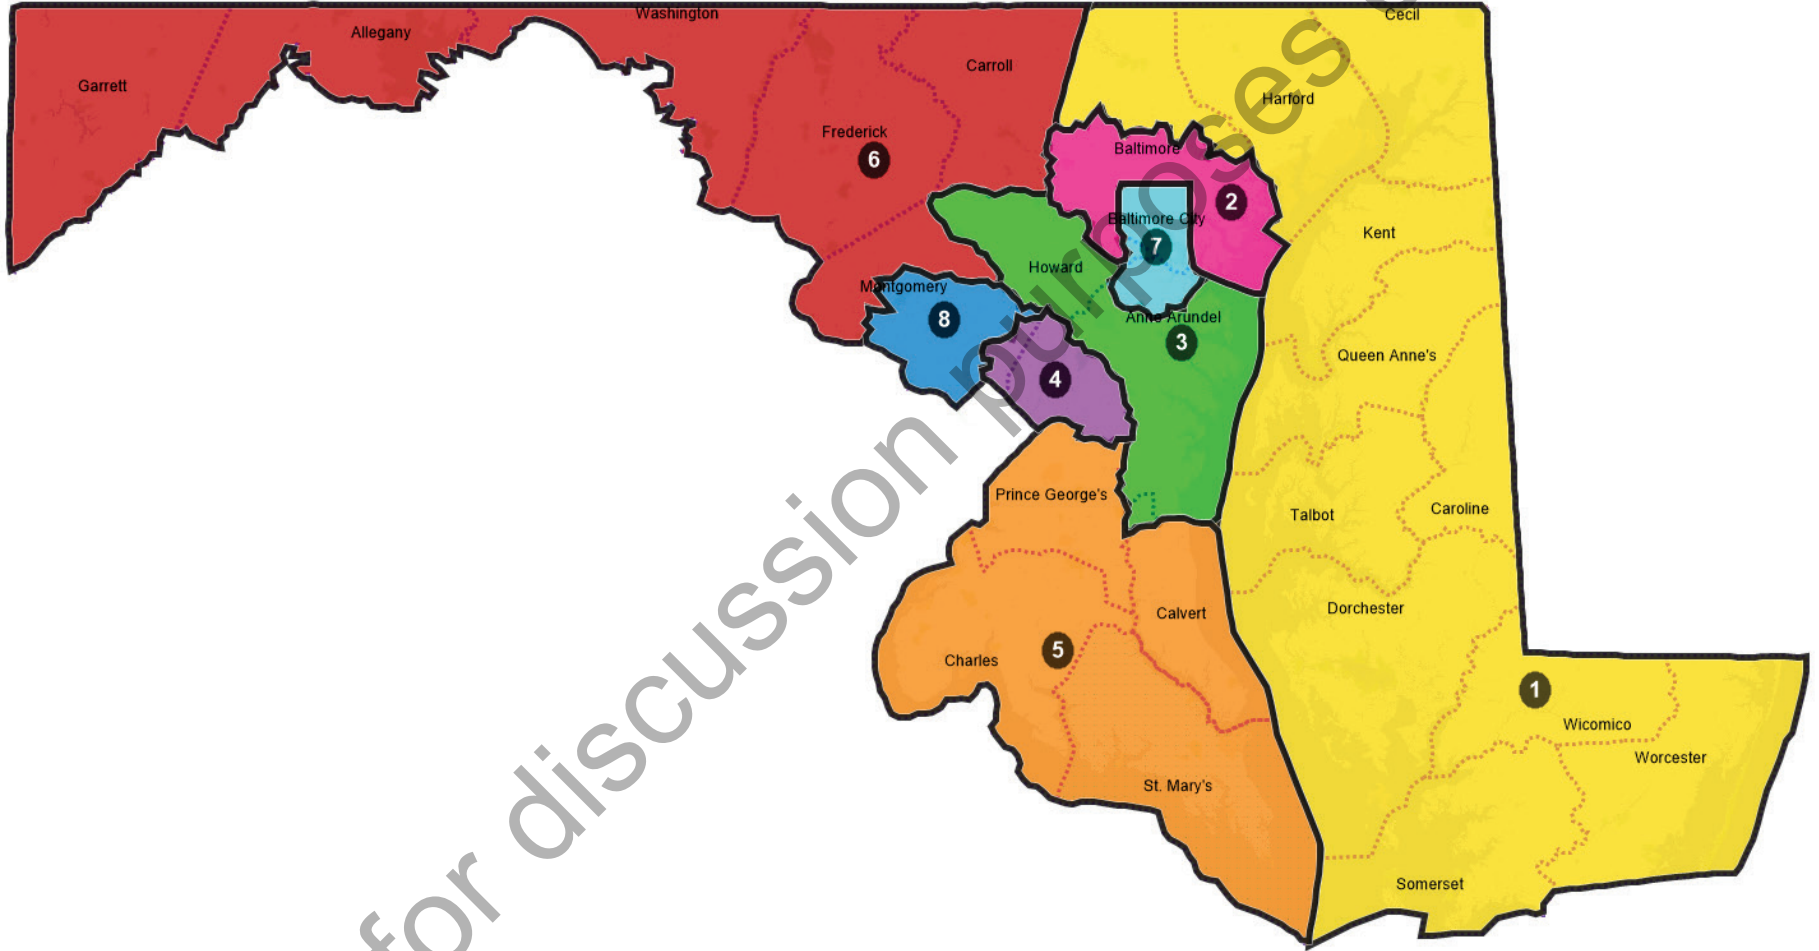 Washington
Cecil
Allegany
Carroll
Garrett
Harford
Frederick
6
Baltimore
2
Baltimore City
7
Kent
Howard
Montgomery
8
Anne Arundel
3
Queen Anne's
4
Prince George's
Talbot
Caroline
Dorchester
Calvert
5
Charles
1
Wicomico
Worcester
St. Mary's
Somerset
for discussion purposes